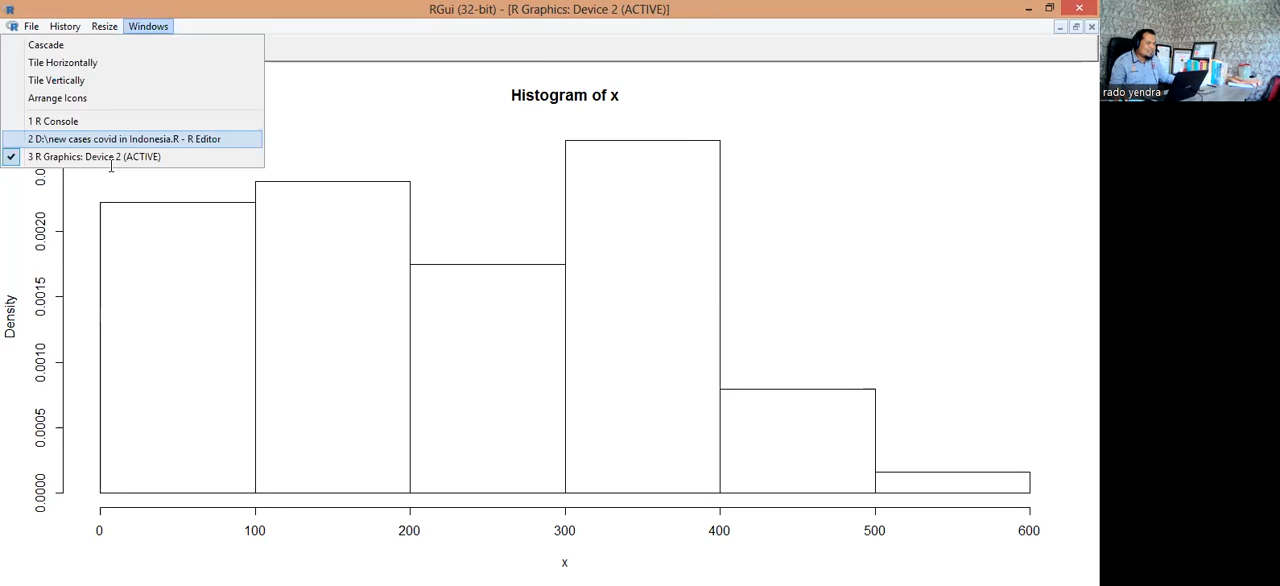 RGui (32-bit) - [R Graphics: Device 2 (ACTIVE)]
File History Resize Windows
Cascade
Tile Horizontally
Tile Vertically
Arrange Icons
1 R Console
2 D:\new cases covid in Indonesia.R - R Editor
3 R Graphics: Device 2 (ACTIVE)
rado yendra
Histogram of x
Density
0.0020
0.0015
0.0010
0.0005
0.0000
0 100 200 300 400 500 600
x